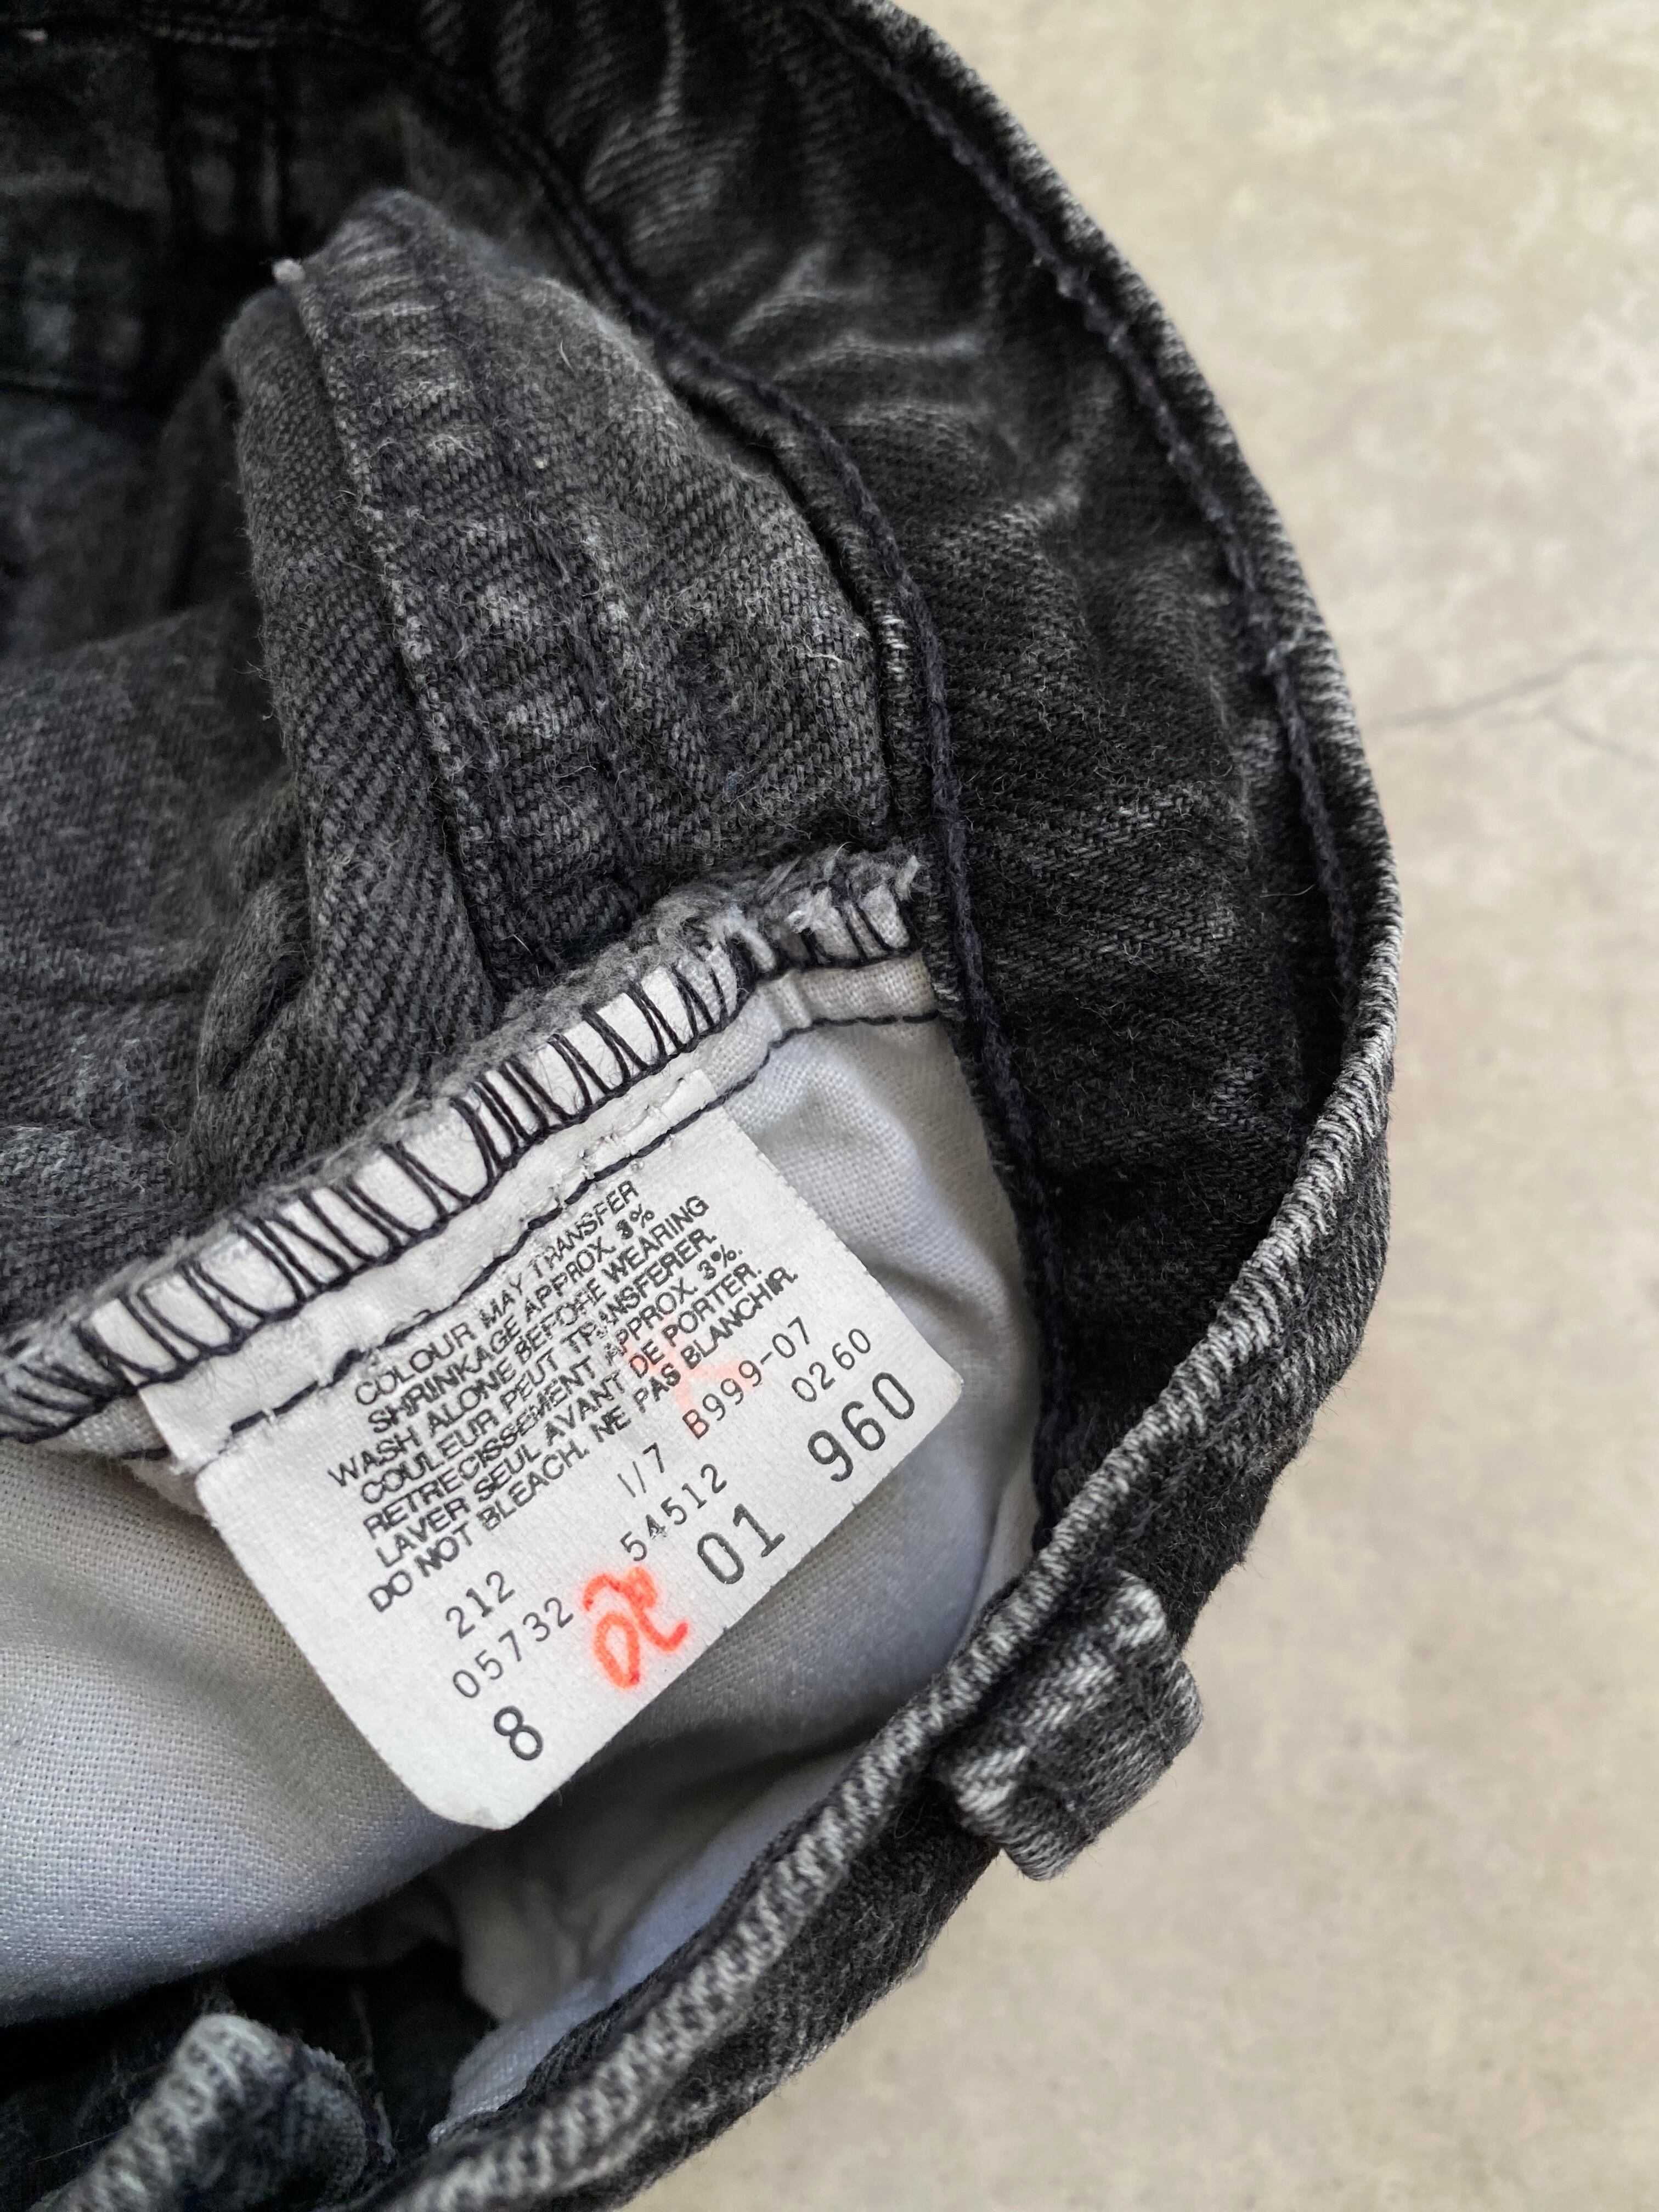 COLOUR MAY TRANSFER
SHRINKAGE APPROX. 3%
WASH ALONE BEFORE WEARING
COULEUR PEUT TRANSFERER.
RETRECISSEMENT APPROX. 3%.
LAVER SEUL AVANT DE PORTER.
DO NOT BLEACH. NE PAS BLANCHIR.
212 1/7 B999-07
05732 54512 0260
8 01 960